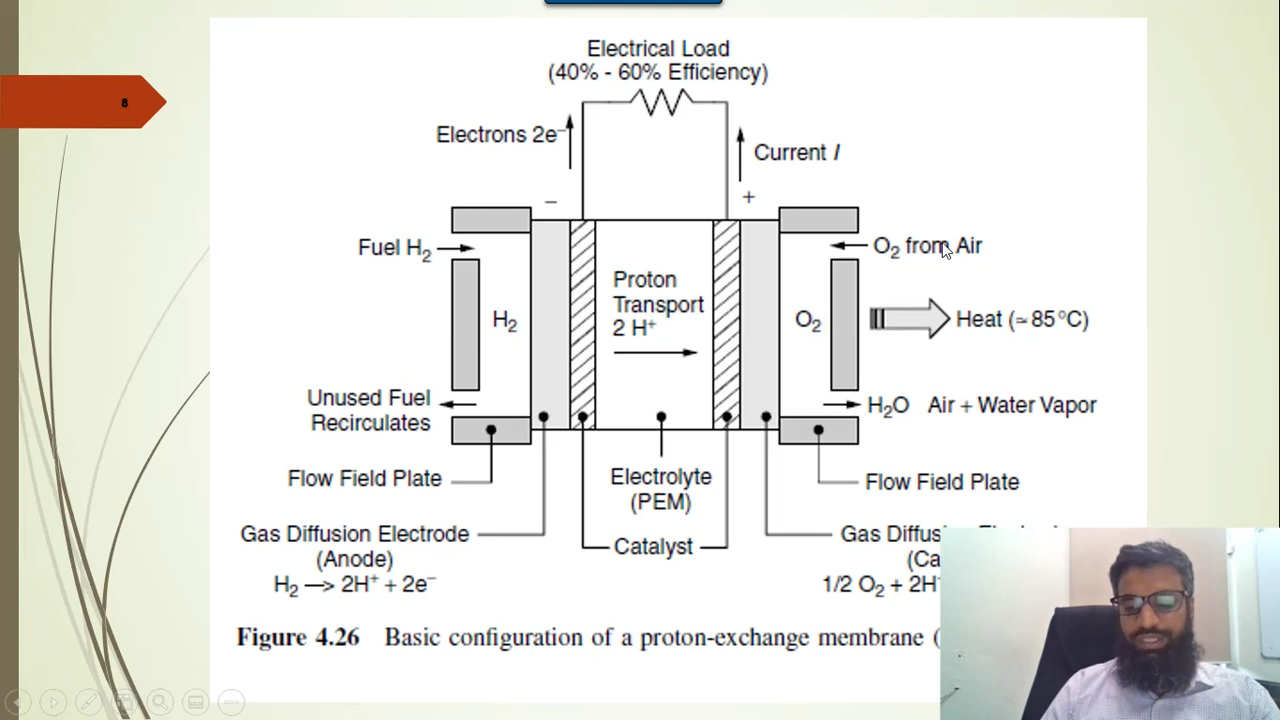 8
Electrical Load
(40% - 60% Efficiency)
Electrons 2e⁻
Current I
−
+
Fuel H₂
O₂ from Air
Proton
Transport
2 H⁺
H₂
O₂
Heat (≃ 85 °C)
Unused Fuel
Recirculates
H₂O Air + Water Vapor
Flow Field Plate
Electrolyte
(PEM)
Flow Field Plate
Gas Diffusion Electrode
(Anode)
H₂ —> 2H⁺ + 2e⁻
Catalyst
Gas
1/2 O₂ + 2H
Figure 4.26 Basic configuration of a proton-exchange membrane (